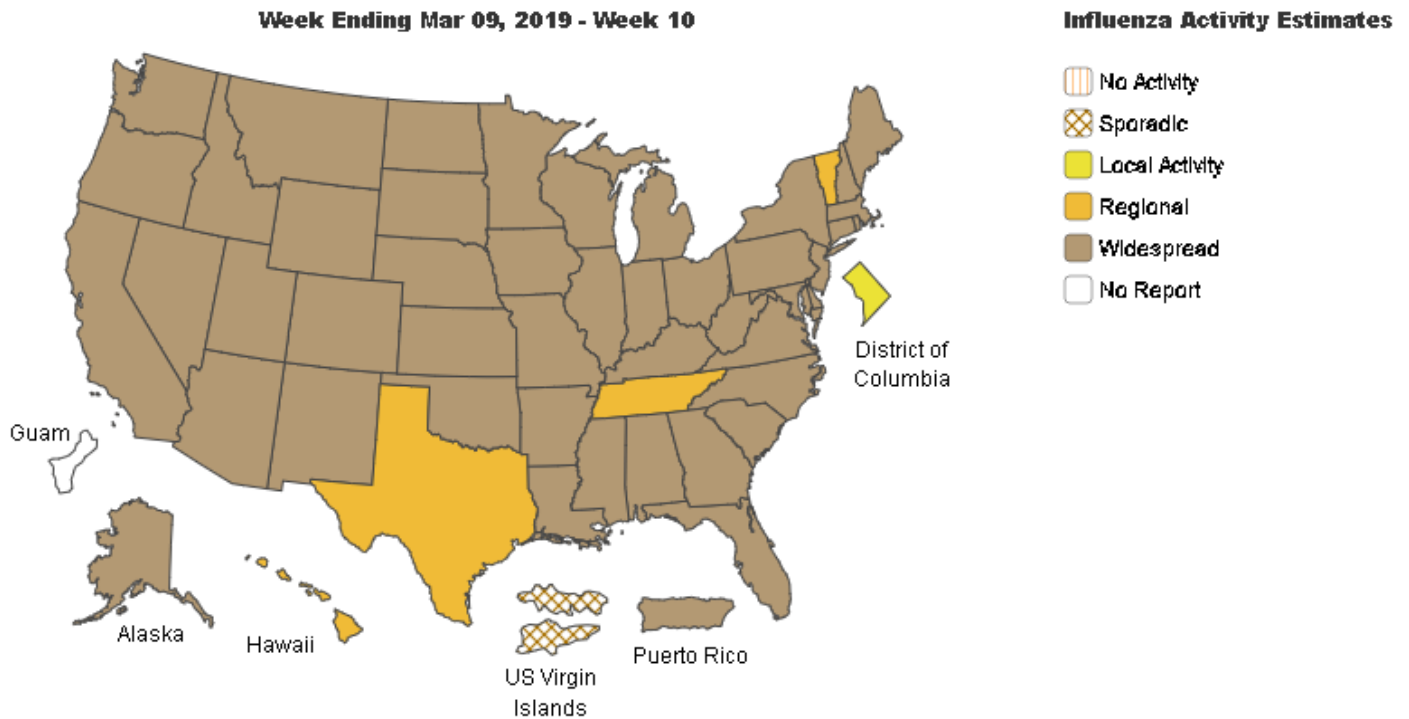 Week Ending Mar 09, 2019 - Week 10
Influenza Activity Estimates
No Activity
Sporadic
Local Activity
Regional
Widespread
No Report
District of
Columbia
Guam
Alaska
Hawaii
US Virgin
Islands
Puerto Rico